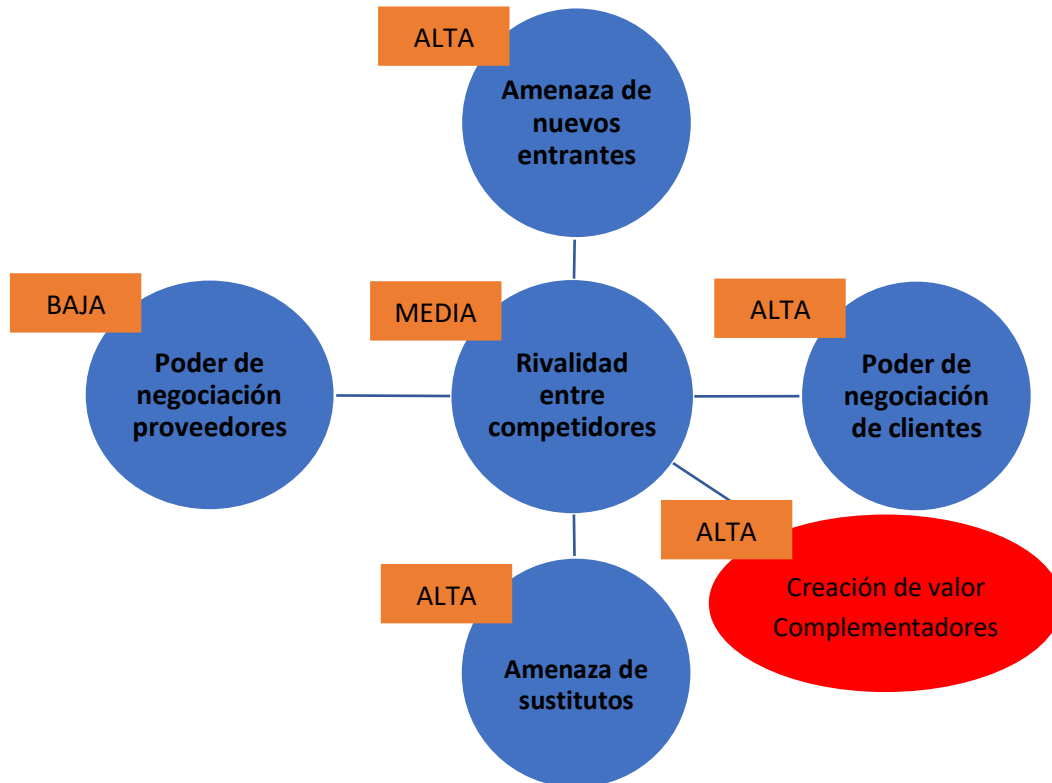 ALTA
Amenaza de
nuevos
entrantes
BAJA
Poder de
negociación
proveedores
MEDIA
Rivalidad
entre
competidores
ALTA
Poder de
negociación
de clientes
ALTA
Creación de valor
Complementadores
ALTA
Amenaza de
sustitutos